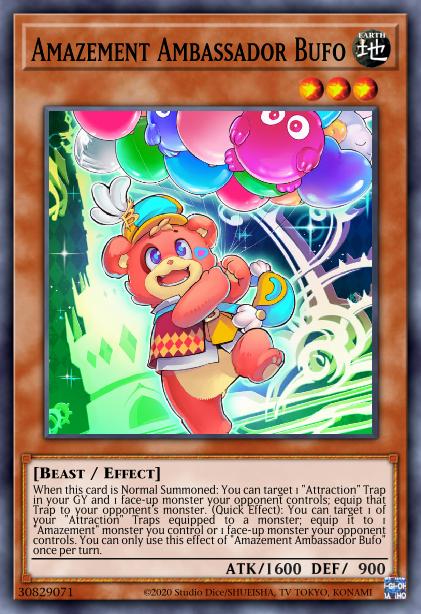 Amazement Ambassador Bufo
EARTH
地
[Beast / Effect]
When this card is Normal Summoned: You can target 1 "Attraction" Trap
in your GY and 1 face-up monster your opponent controls; equip that
Trap to your opponent's monster. (Quick Effect): You can target 1 of
your "Attraction" Traps equipped to a monster; equip it to 1
"Amazement" monster you control or 1 face-up monster your opponent
controls. You can only use this effect of "Amazement Ambassador Bufo"
once per turn.
ATK/1600 DEF/ 900
30829071
©2020 Studio Dice/SHUEISHA, TV TOKYO, KONAMI